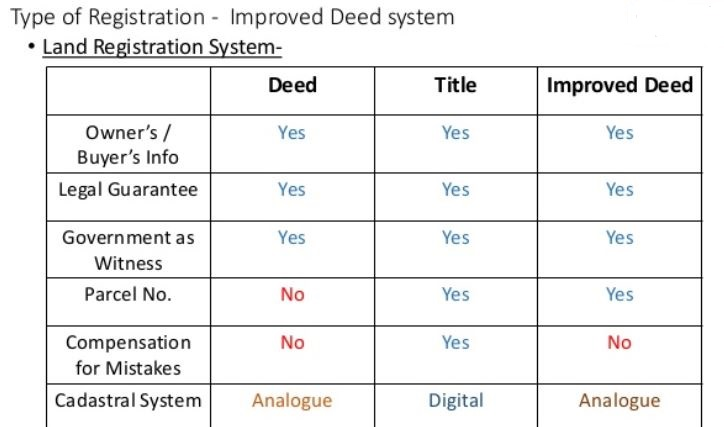 Type of Registration - Improved Deed system
• Land Registration System-
Deed Title Improved Deed
Owner's / Buyer's Info Yes Yes Yes
Legal Guarantee Yes Yes Yes
Government as Witness Yes Yes Yes
Parcel No. No Yes Yes
Compensation for Mistakes No Yes No
Cadastral System Analogue Digital Analogue